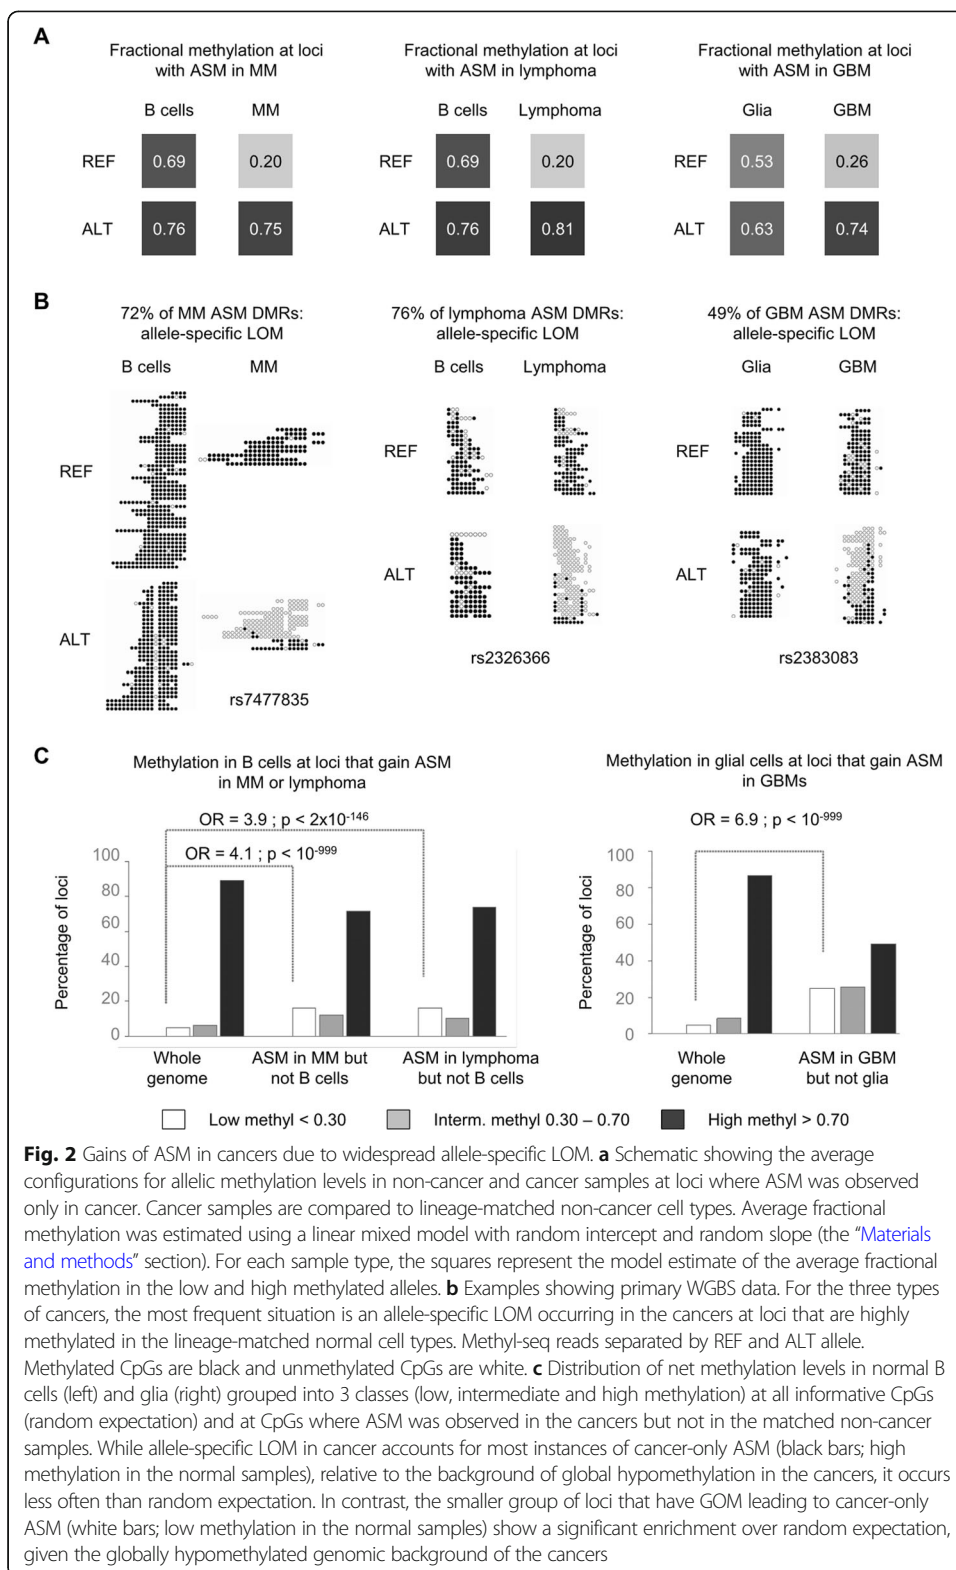 A
Fractional methylation at loci
with ASM in MM
Fractional methylation at loci
with ASM in lymphoma
Fractional methylation at loci
with ASM in GBM
B cells MM
B cells Lymphoma
Glia GBM
REF 0.69 0.20
REF 0.69 0.20
REF 0.53 0.26
ALT 0.76 0.75
ALT 0.76 0.81
ALT 0.63 0.74
B
72% of MM ASM DMRs:
allele-specific LOM
76% of lymphoma ASM DMRs:
allele-specific LOM
49% of GBM ASM DMRs:
allele-specific LOM
B cells MM
B cells Lymphoma
Glia GBM
REF
REF
REF
ALT
ALT
ALT
rs7477835
rs2326366
rs2383083
C
Methylation in B cells at loci that gain ASM
in MM or lymphoma
OR = 3.9 ; p < 2x10-146
OR = 4.1 ; p < 10-999
Percentage of loci
100
80
60
40
20
0
Whole
genome
ASM in MM but
not B cells
ASM in lymphoma
but not B cells
Methylation in glial cells at loci that gain ASM
in GBMs
OR = 6.9 ; p < 10-999
Percentage of loci
100
80
60
40
20
0
Whole
genome
ASM in GBM
but not glia
Low methyl < 0.30 Interm. methyl 0.30 – 0.70 High methyl > 0.70
Fig. 2 Gains of ASM in cancers due to widespread allele-specific LOM. a Schematic showing the average
configurations for allelic methylation levels in non-cancer and cancer samples at loci where ASM was observed
only in cancer. Cancer samples are compared to lineage-matched non-cancer cell types. Average fractional
methylation was estimated using a linear mixed model with random intercept and random slope (the “Materials
and methods” section). For each sample type, the squares represent the model estimate of the average fractional
methylation in the low and high methylated alleles. b Examples showing primary WGBS data. For the three types
of cancers, the most frequent situation is an allele-specific LOM occurring in the cancers at loci that are highly
methylated in the lineage-matched normal cell types. Methyl-seq reads separated by REF and ALT allele.
Methylated CpGs are black and unmethylated CpGs are white. c Distribution of net methylation levels in normal B
cells (left) and glia (right) grouped into 3 classes (low, intermediate and high methylation) at all informative CpGs
(random expectation) and at CpGs where ASM was observed in the cancers but not in the matched non-cancer
samples. While allele-specific LOM in cancer accounts for most instances of cancer-only ASM (black bars; high
methylation in the normal samples), relative to the background of global hypomethylation in the cancers, it occurs
less often than random expectation. In contrast, the smaller group of loci that have GOM leading to cancer-only
ASM (white bars; low methylation in the normal samples) show a significant enrichment over random expectation,
given the globally hypomethylated genomic background of the cancers